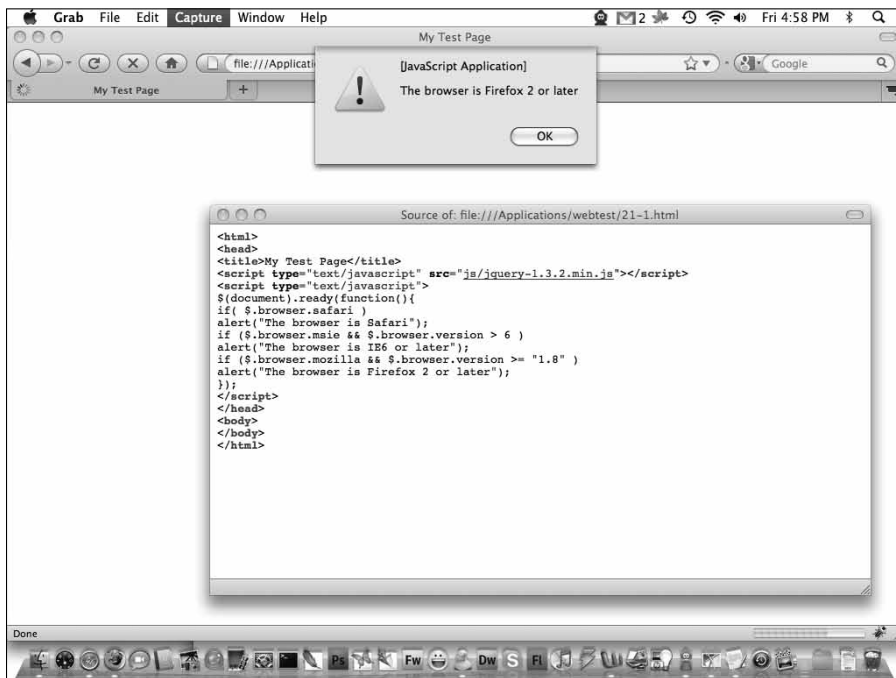 Grab File Edit Capture Window Help 2 Fri 4:58 PM
My Test Page
file:///Applicati Google
My Test Page +
[JavaScript Application]
The browser is Firefox 2 or later
OK
Source of: file:///Applications/webtest/21-1.html
<html>
<head>
<title>My Test Page</title>
<script type="text/javascript" src="js/jquery-1.3.2.min.js"></script>
<script type="text/javascript">
$(document).ready(function(){
if( $.browser.safari )
alert("The browser is Safari");
if ($.browser.msie && $.browser.version > 6 )
alert("The browser is IE6 or later");
if ($.browser.mozilla && $.browser.version >= "1.8" )
alert("The browser is Firefox 2 or later");
});
</script>
</head>
<body>
</body>
</html>
Done
Ps Fw Dw S Fl